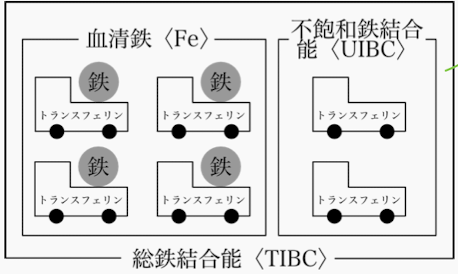 血清鉄〈Fe〉
不飽和鉄結合
能〈UIBC〉
鉄 鉄
トランスフェリン トランスフェリン トランスフェリン
鉄 鉄
トランスフェリン トランスフェリン トランスフェリン
総鉄結合能〈TIBC〉